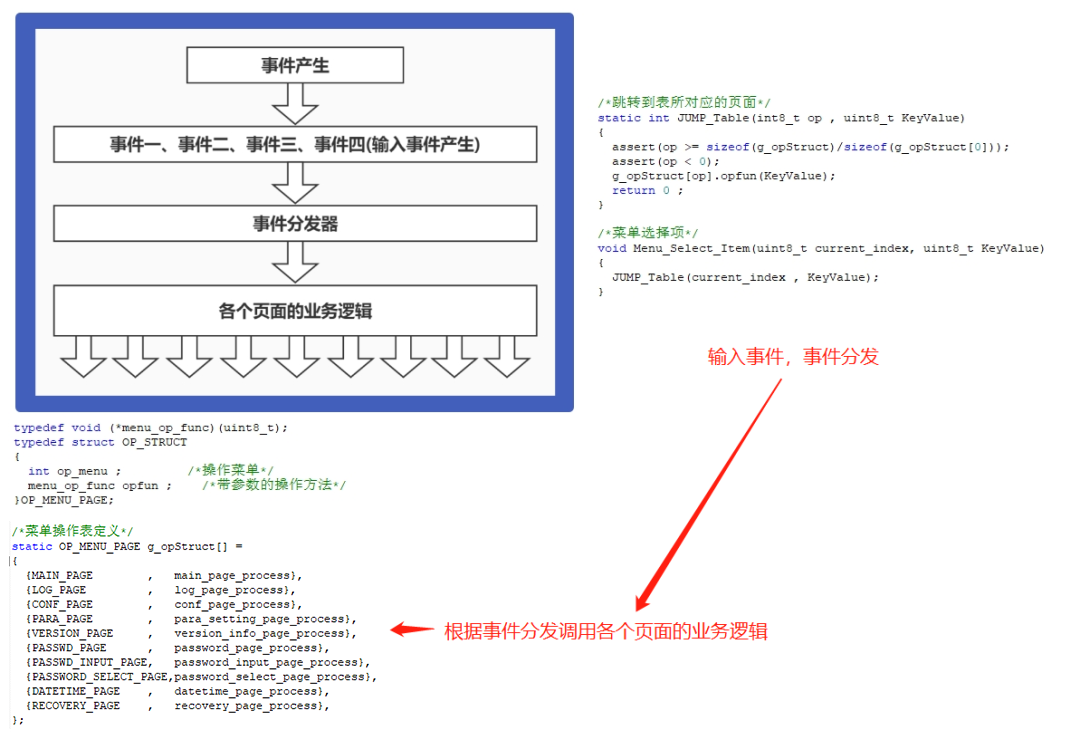 事件产生
事件一、事件二、事件三、事件四(输入事件产生)
事件分发器
各个页面的业务逻辑
/*跳转到表所对应的页面*/
static int JUMP_Table(int8_t op , uint8_t KeyValue)
{
assert(op >= sizeof(g_opStruct)/sizeof(g_opStruct[0]));
assert(op < 0);
g_opStruct[op].opfun(KeyValue);
return 0 ;
}
/*菜单选择项*/
void Menu_Select_Item(uint8_t current_index, uint8_t KeyValue)
{
JUMP_Table(current_index , KeyValue);
}
输入事件，事件分发
typedef void (*menu_op_func)(uint8_t);
typedef struct OP_STRUCT
{
int op_menu ; /*操作菜单*/
menu_op_func opfun ; /*带参数的操作方法*/
}OP_MENU_PAGE;
/*菜单操作表定义*/
static OP_MENU_PAGE g_opStruct[] =
{
{MAIN_PAGE , main_page_process},
{LOG_PAGE , log_page_process},
{CONF_PAGE , conf_page_process},
{PARA_PAGE , para_setting_page_process},
{VERSION_PAGE , version_info_page_process},
{PASSWD_PAGE , password_page_process},
{PASSWD_INPUT_PAGE, password_input_page_process},
{PASSWORD_SELECT_PAGE,password_select_page_process},
{DATETIME_PAGE , datetime_page_process},
{RECOVERY_PAGE , recovery_page_process},
};
根据事件分发调用各个页面的业务逻辑